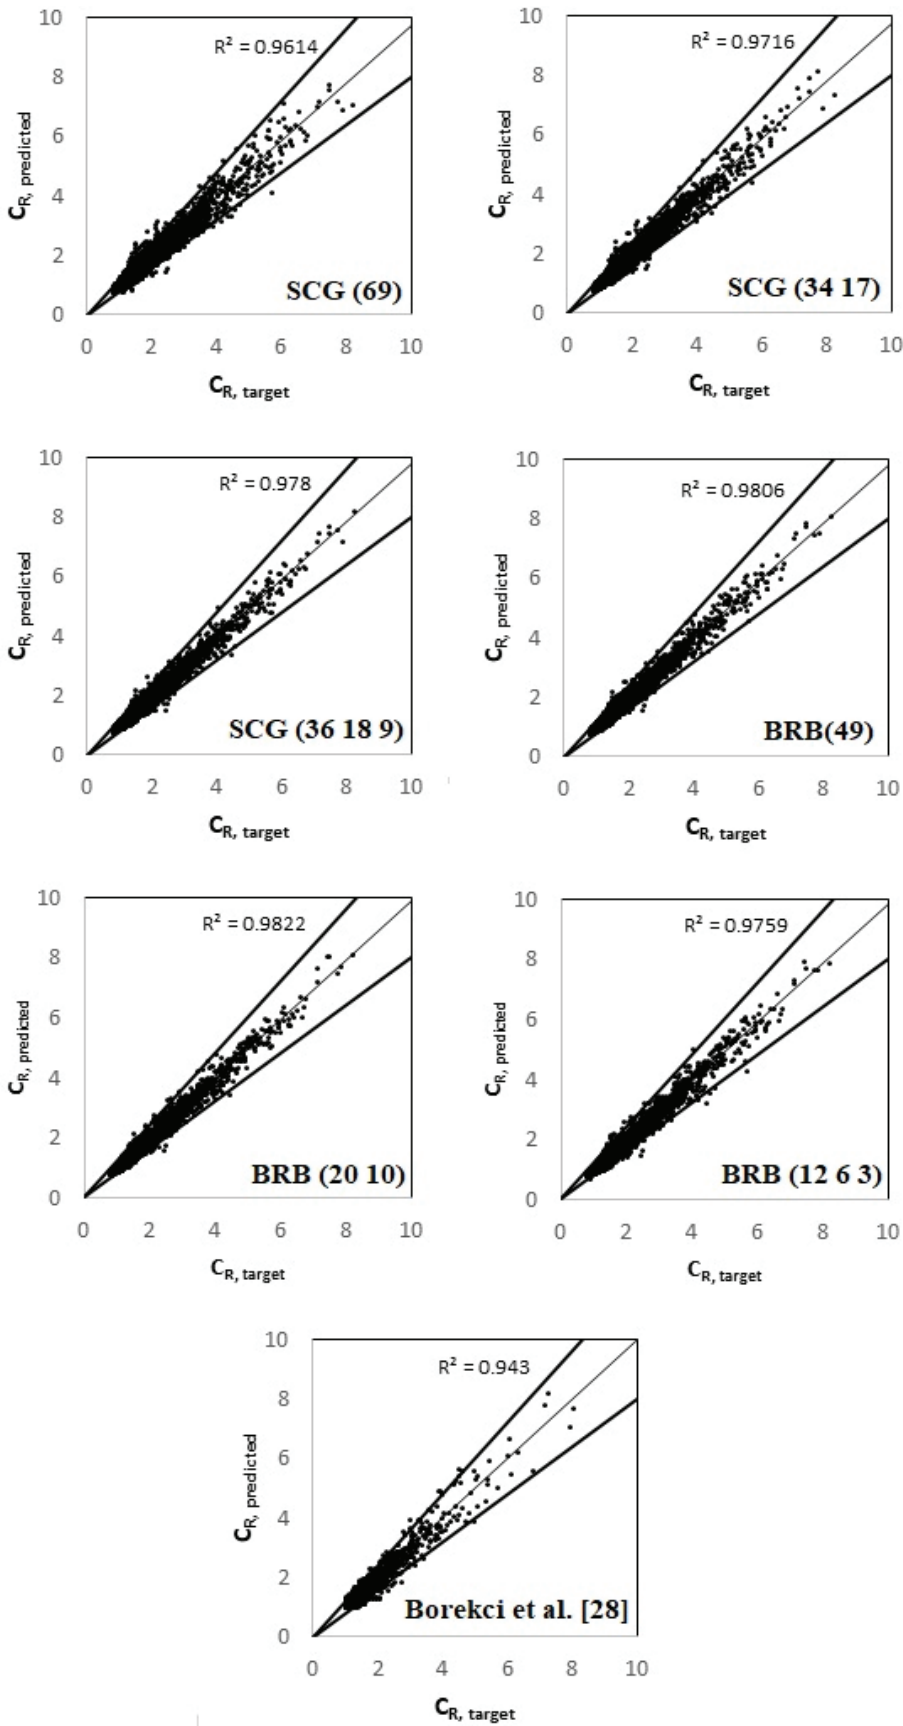 10
8
6
4
2
0
C_R, predicted
R² = 0.9614
SCG (69)
0 2 4 6 8 10
C_R, target
10
8
6
4
2
0
C_R, predicted
R² = 0.9716
SCG (34 17)
0 2 4 6 8 10
C_R, target
10
8
6
4
2
0
C_R, predicted
R² = 0.978
SCG (36 18 9)
0 2 4 6 8 10
C_R, target
10
8
6
4
2
0
C_R, predicted
R² = 0.9806
BRB(49)
0 2 4 6 8 10
C_R, target
10
8
6
4
2
0
C_R, predicted
R² = 0.9822
BRB (20 10)
0 2 4 6 8 10
C_R, target
10
8
6
4
2
0
C_R, predicted
R² = 0.9759
BRB (12 6 3)
0 2 4 6 8 10
C_R, target
10
8
6
4
2
0
C_R, predicted
R² = 0.943
Borekci et al. [28]
0 2 4 6 8 10
C_R, target